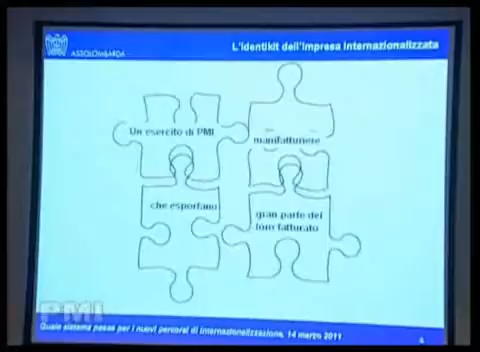 L'identikit dell'impresa internazionalizzata
ASSOLOMBARDA
Un esercito di PMI
manifatturiere
che esportano
gran parte del
loro fatturato
PMI
Quale sistema paese per i nuovi percorsi di internazionalizzazione, 14 marzo 2011